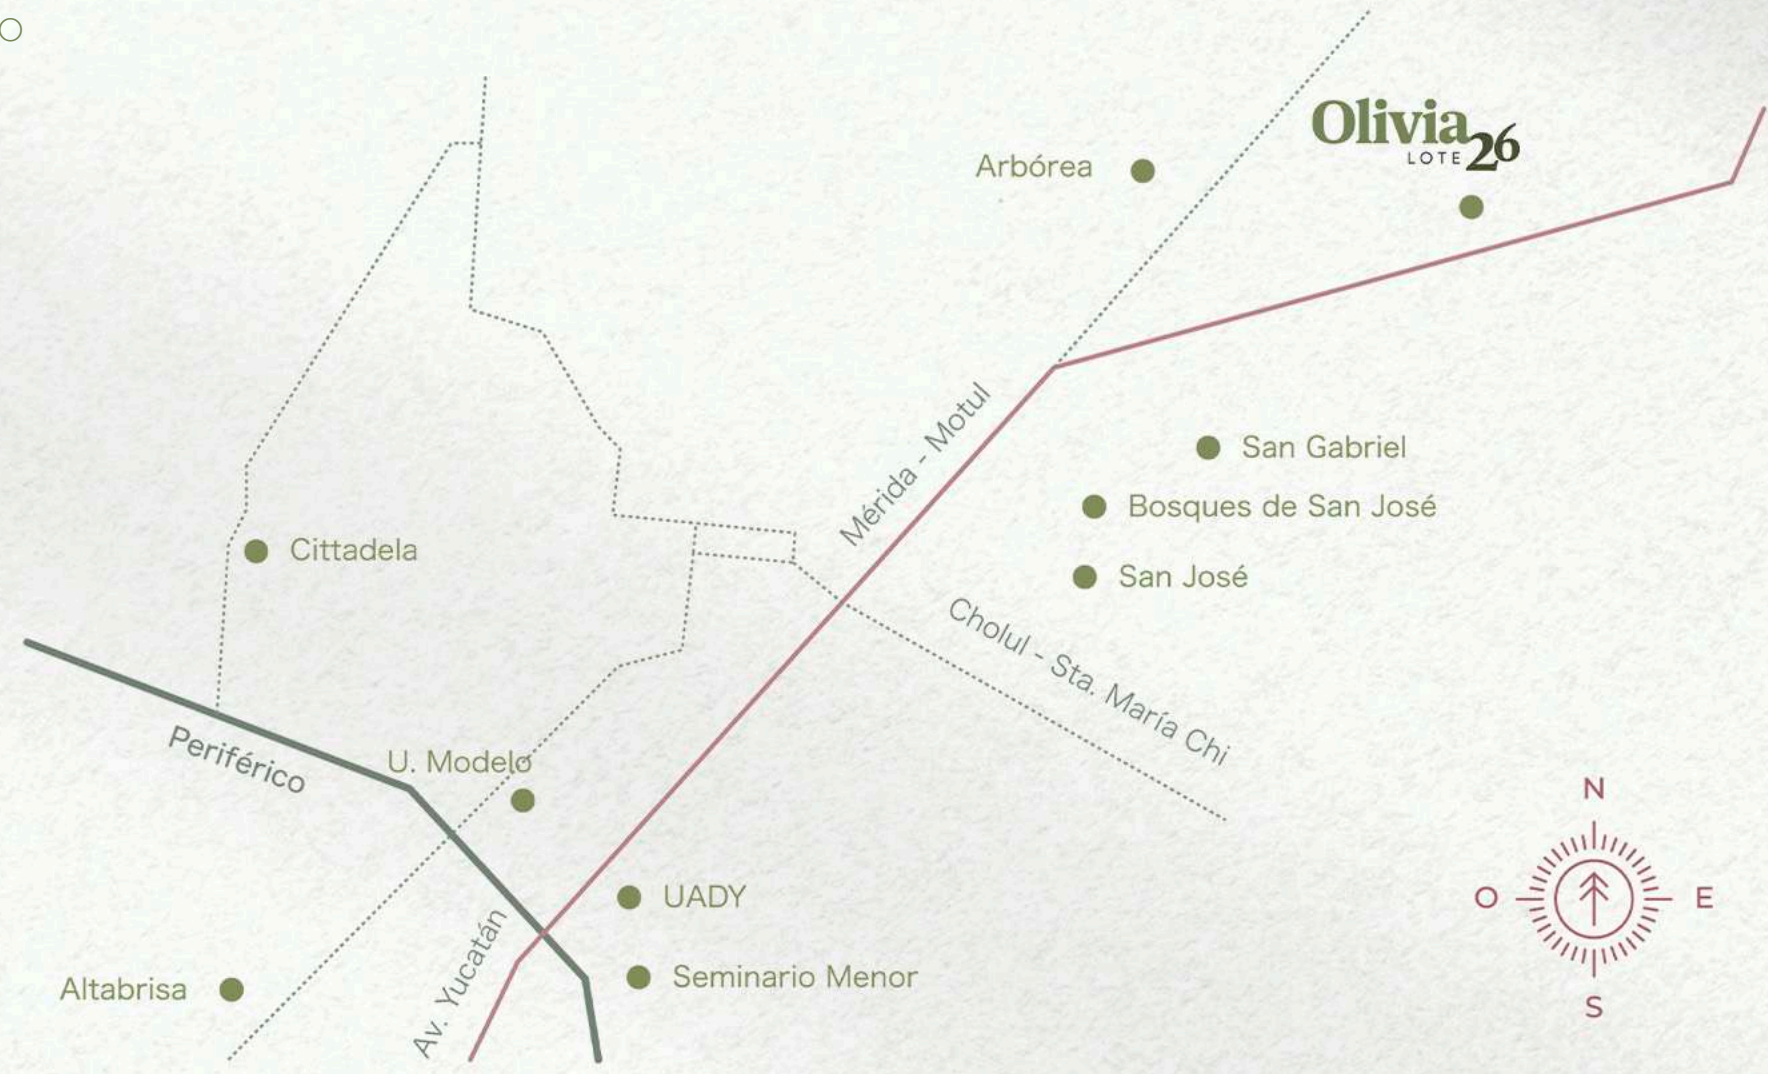 O
Olivia
LOTE 26
Arbórea
Mérida - Motul
San Gabriel
Bosques de San José
San José
Cittadela
Cholul - Sta. María Chi
Periférico
U. Modelo
UADY
Av. Yucatán
Seminario Menor
Altabrisa
N
O
E
S